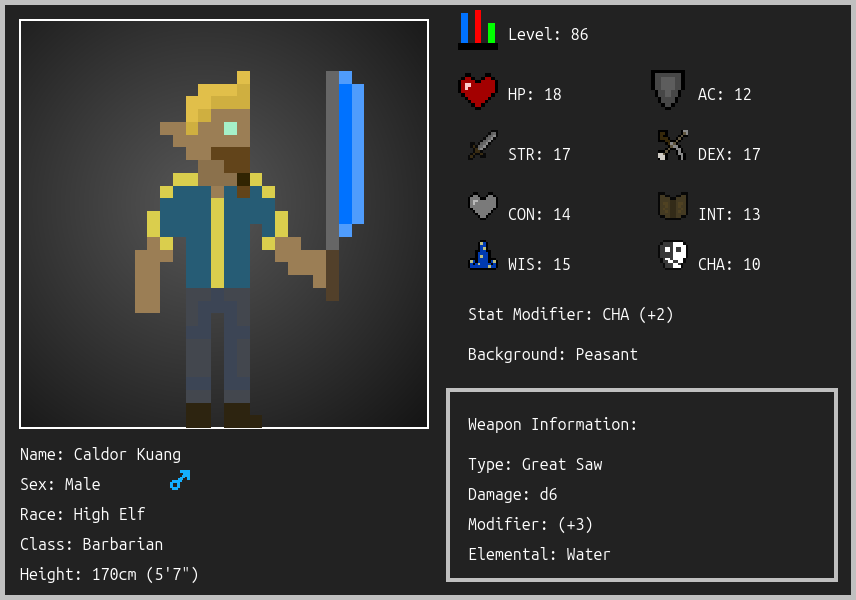 Level: 86
HP: 18
AC: 12
STR: 17
DEX: 17
CON: 14
INT: 13
WIS: 15
CHA: 10
Stat Modifier: CHA (+2)
Background: Peasant
Weapon Information:
Type: Great Saw
Damage: d6
Modifier: (+3)
Elemental: Water
Name: Caldor Kuang
Sex: Male
Race: High Elf
Class: Barbarian
Height: 170cm (5'7")